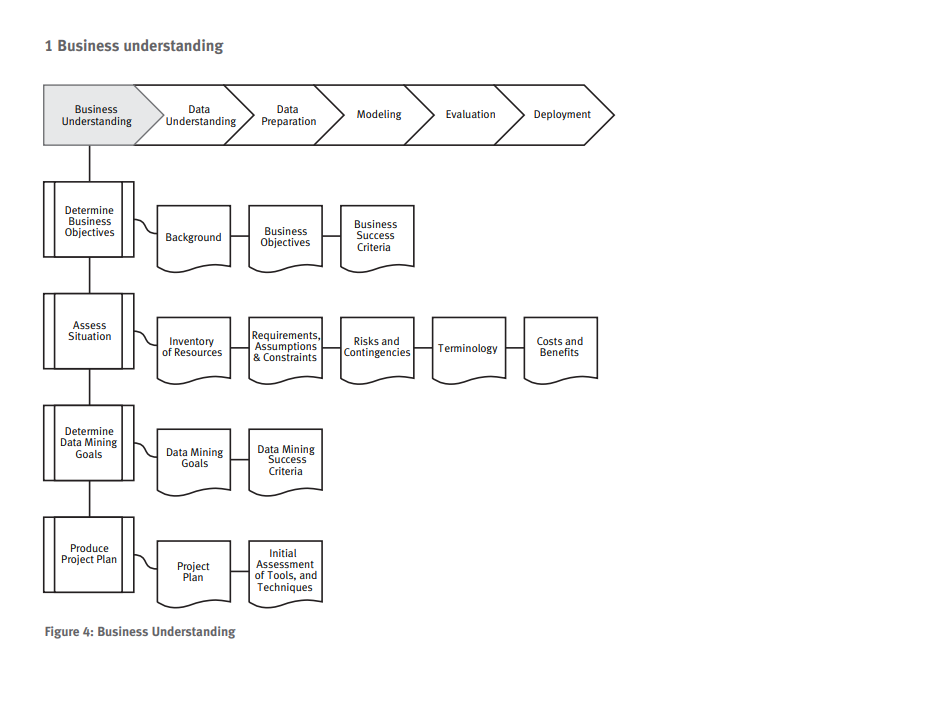 1 Business understanding
Business
Understanding
Data
Understanding
Data
Preparation
Modeling
Evaluation
Deployment
Determine
Business
Objectives
Background
Business
Objectives
Business
Success
Criteria
Assess
Situation
Inventory
of Resources
Requirements,
Assumptions
& Constraints
Risks and
Contingencies
Terminology
Costs and
Benefits
Determine
Data Mining
Goals
Data Mining
Goals
Data Mining
Success
Criteria
Produce
Project Plan
Project
Plan
Initial
Assessment
of Tools, and
Techniques
Figure 4: Business Understanding